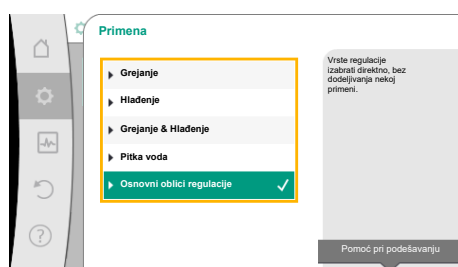 Primena
Grejanje
Hlađenje
Grejanje & Hlađenje
Pitka voda
Osnovni oblici regulacije
Vrste regulacije
izabrati direktno, bez
dodeljivanja nekoj
primeni.
Pomoć pri podešavanju